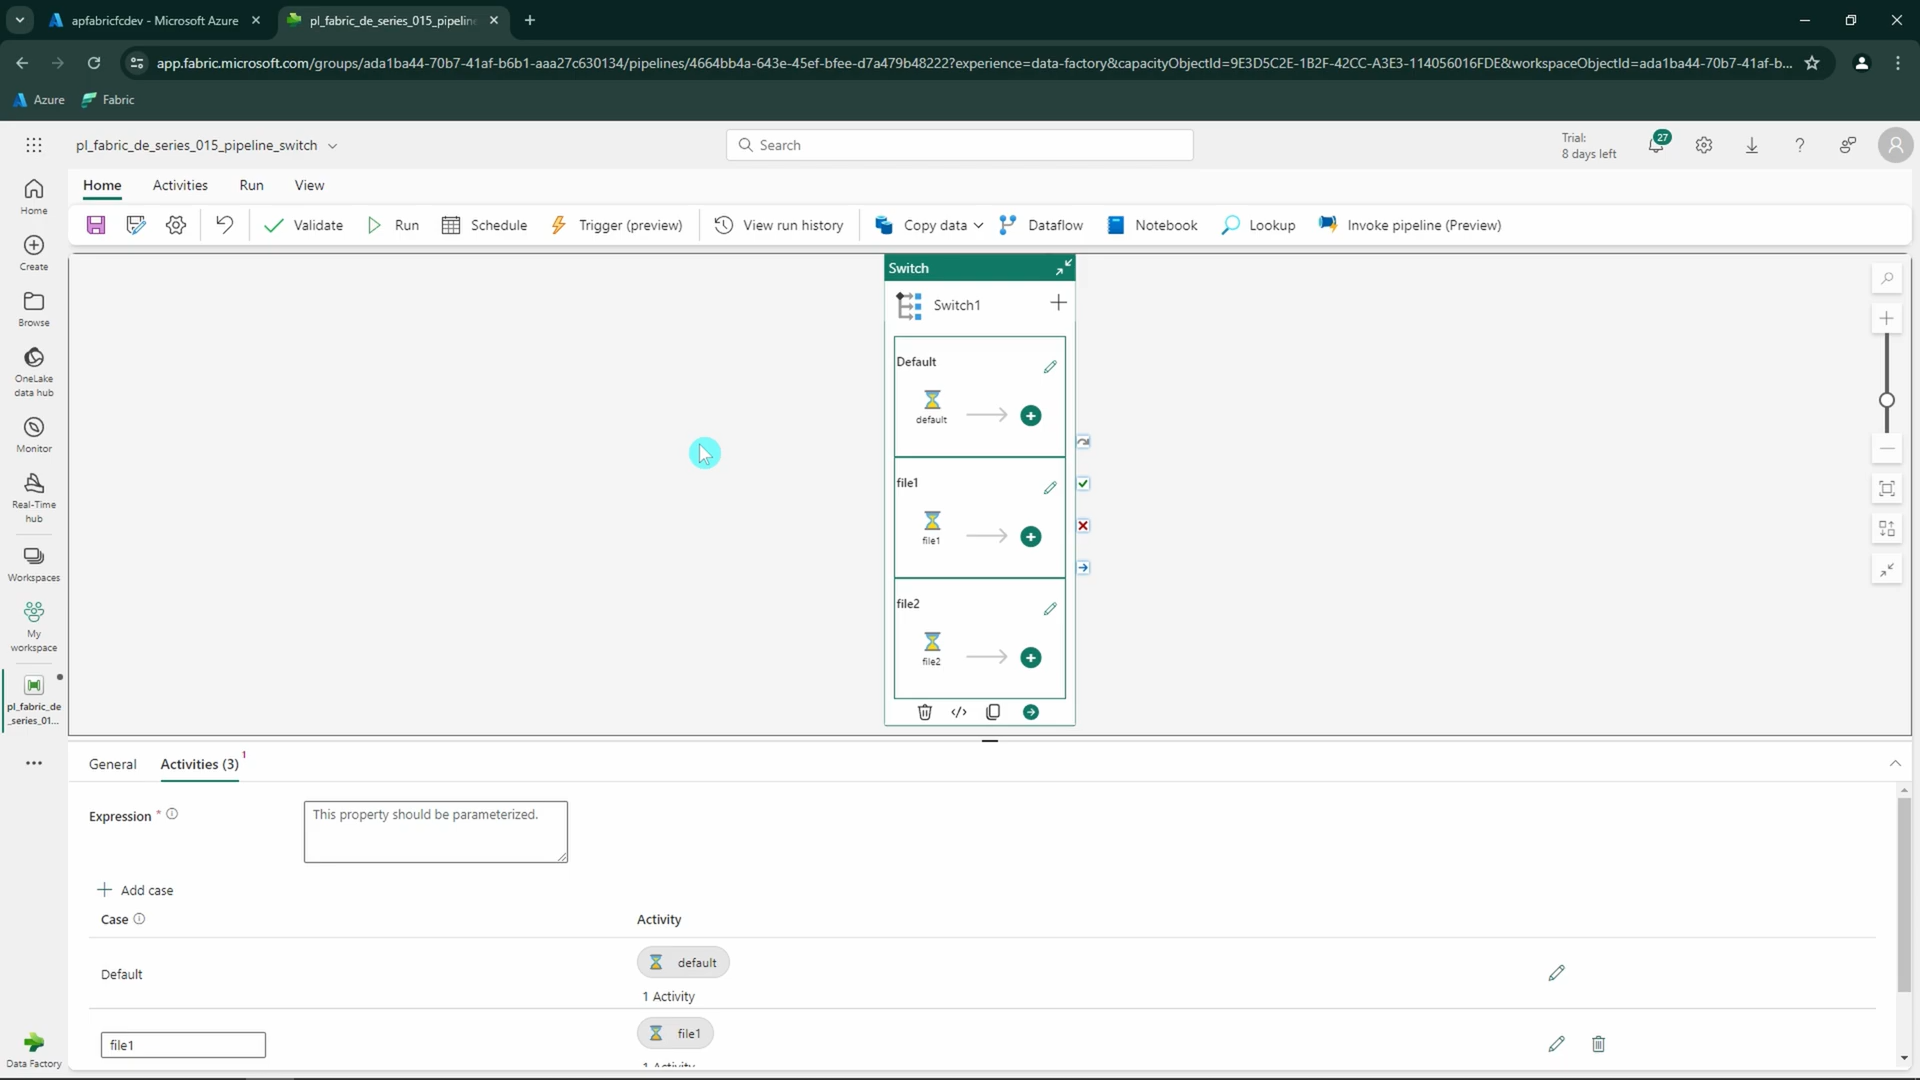 apfabricfcdev - Microsoft Azure
pl_fabric_de_series_015_pipelin
app.fabric.microsoft.com/groups/ada1ba44-70b7-41af-b6b1-aaa27c630134/pipelines/4664bb4a-643e-45ef-bfee-d7a479b48222?experience=data-factory&capacityObjectId=9E3D5C2E-1B2F-42CC-A3E3-114056016FDE&workspaceObjectId=ada1ba44-70b7-41af-b...
Azure
Fabric
pl_fabric_de_series_015_pipeline_switch
Search
Trial:
8 days left
27
Home
Activities
Run
View
Validate
Run
Schedule
Trigger (preview)
View run history
Copy data
Dataflow
Notebook
Lookup
Invoke pipeline (Preview)
Home
Create
Browse
OneLake
data hub
Monitor
Real-Time
hub
Workspaces
My
workspace
pl_fabric_de
_series_01...
Data Factory
Switch
Switch1
Default
default
file1
file1
file2
file2
General
Activities (3)
1
Expression *
This property should be parameterized.
Add case
Case
Activity
Default
default
1 Activity
file1
file1
1 Activity